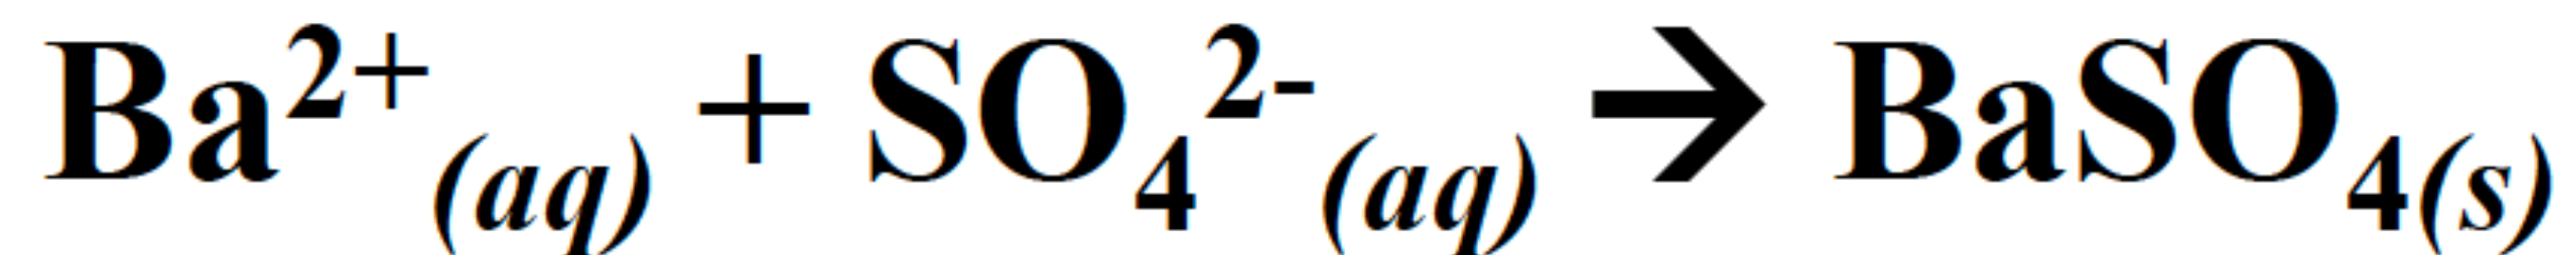 Ba²⁺₍aq₎ + SO₄²⁻₍aq₎ → BaSO₄₍s₎